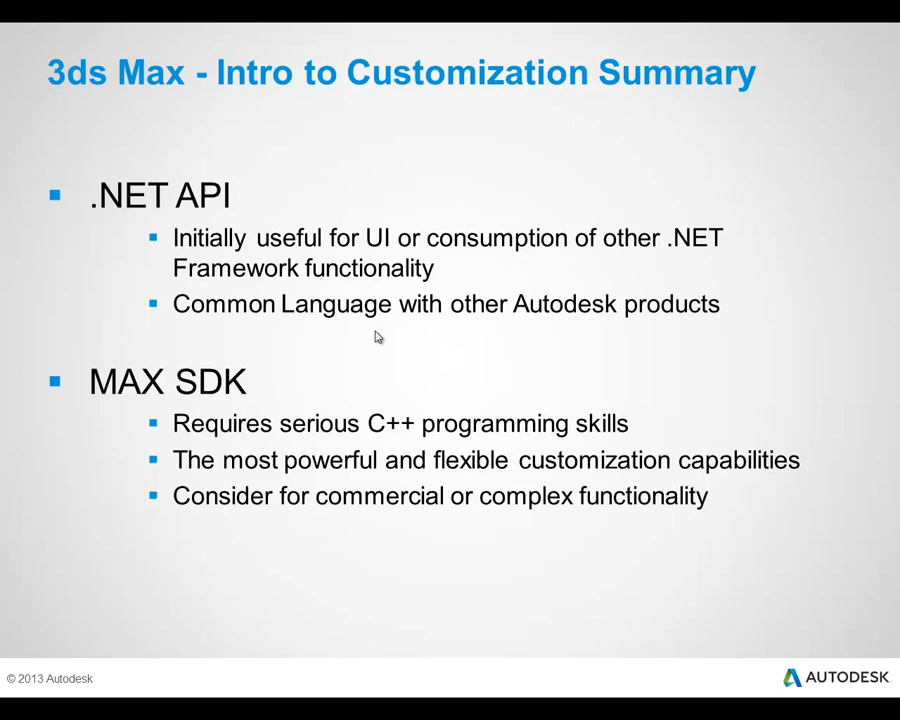 3ds Max - Intro to Customization Summary
.NET API
Initially useful for UI or consumption of other .NET
Framework functionality
Common Language with other Autodesk products
MAX SDK
Requires serious C++ programming skills
The most powerful and flexible customization capabilities
Consider for commercial or complex functionality
© 2013 Autodesk
AUTODESK